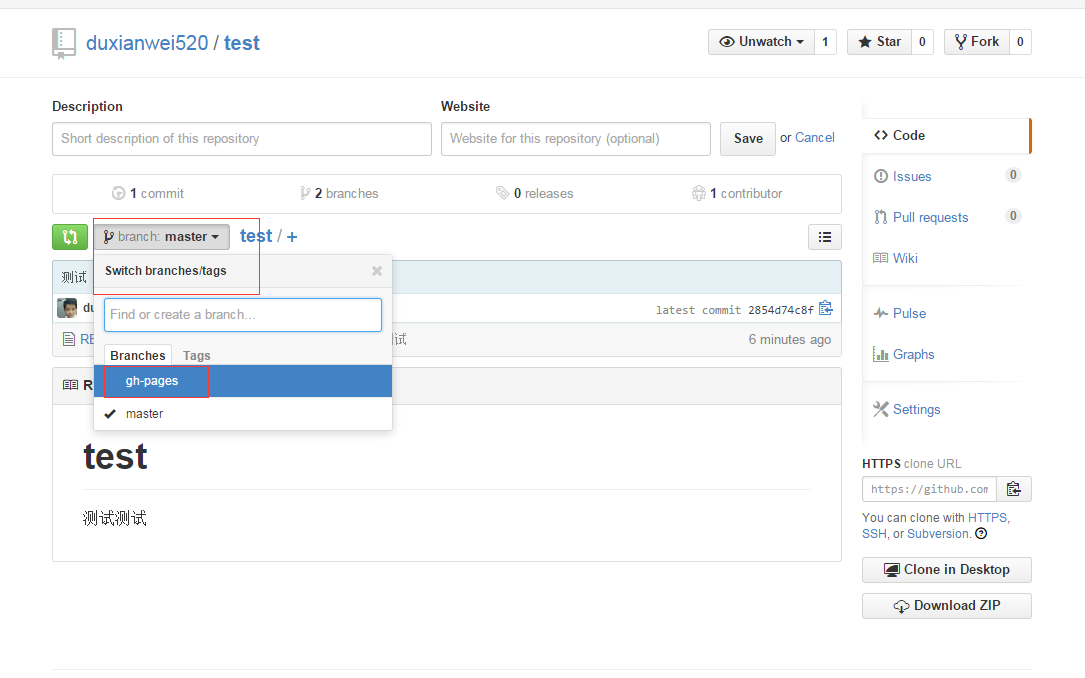 duxianwei520 / test
Unwatch 1 Star 0 Fork 0
Description
Website
Short description of this repository
Website for this repository (optional)
Save or Cancel
1 commit
2 branches
0 releases
1 contributor
branch: master
test / +
Switch branches/tags
测试
du
latest commit 2854d74c8f
Find or create a branch...
RE
试
6 minutes ago
Branches Tags
gh-pages
R
master
test
测试测试
Code
Issues 0
Pull requests 0
Wiki
Pulse
Graphs
Settings
HTTPS clone URL
https://github.com
You can clone with HTTPS,
SSH, or Subversion.
Clone in Desktop
Download ZIP